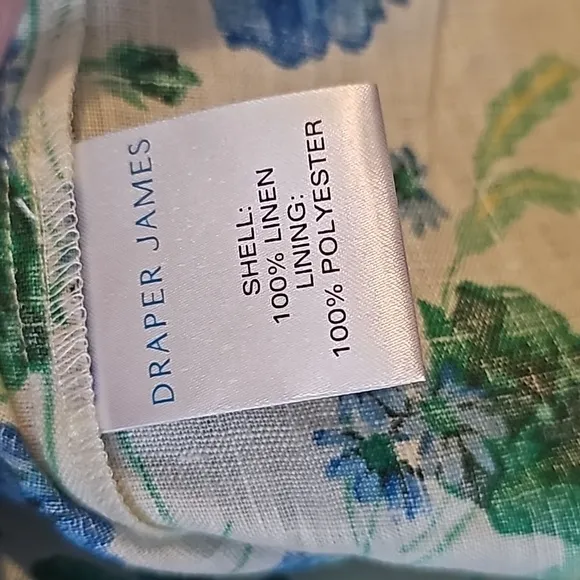 DRAPER JAMES
SHELL:
100% LINEN
LINING:
100% POLYESTER